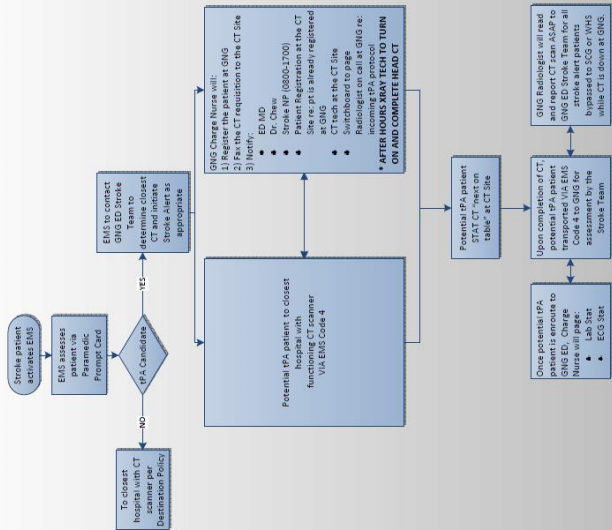 Stroke patient
activates EMS
EMS assesses
patient via
Paramedic
Prompt Card
tPA Candidate
NO
YES
To closest
hospital with CT
scanner per
Destination Policy
EMS to contact
GNG ED Stroke
Team to
determine closest
CT and initiate
Stroke Alert as
appropriate
Potential tPA patient to closest
hospital with
functioning CT scanner
VIA EMS Code 4
GNG Charge Nurse will:
1) Register the patient at GNG
2) Fax the CT requisition to the CT Site
3) Notify:
ED MD
Dr. Chew
Stroke NP (0800-1700)
Patient Registration at the CT
Site re: pt is already registered
at GNG
CT tech at the CT Site
Switchboard to page
Radiologist on call at GNG re:
incoming tPA protocol
* AFTER HOURS XRAY TECH TO TURN
ON AND COMPLETE HEAD CT
Potential tPA patient
STAT CT "next on
table" at CT Site
Once potential tPA
patient is enroute to
GNG ED, Charge
Nurse will page:
Lab Stat
ECG Stat
Upon completion of CT,
potential tPA patient
transported VIA EMS
Code 4 to GNG for
assessment by the
Stroke Team
GNG Radiologist will read
and report CT scan ASAP to
GNG ED Stroke Team for all
stroke alert patients
bypassed to SCG or WHS
while CT is down at GNG.